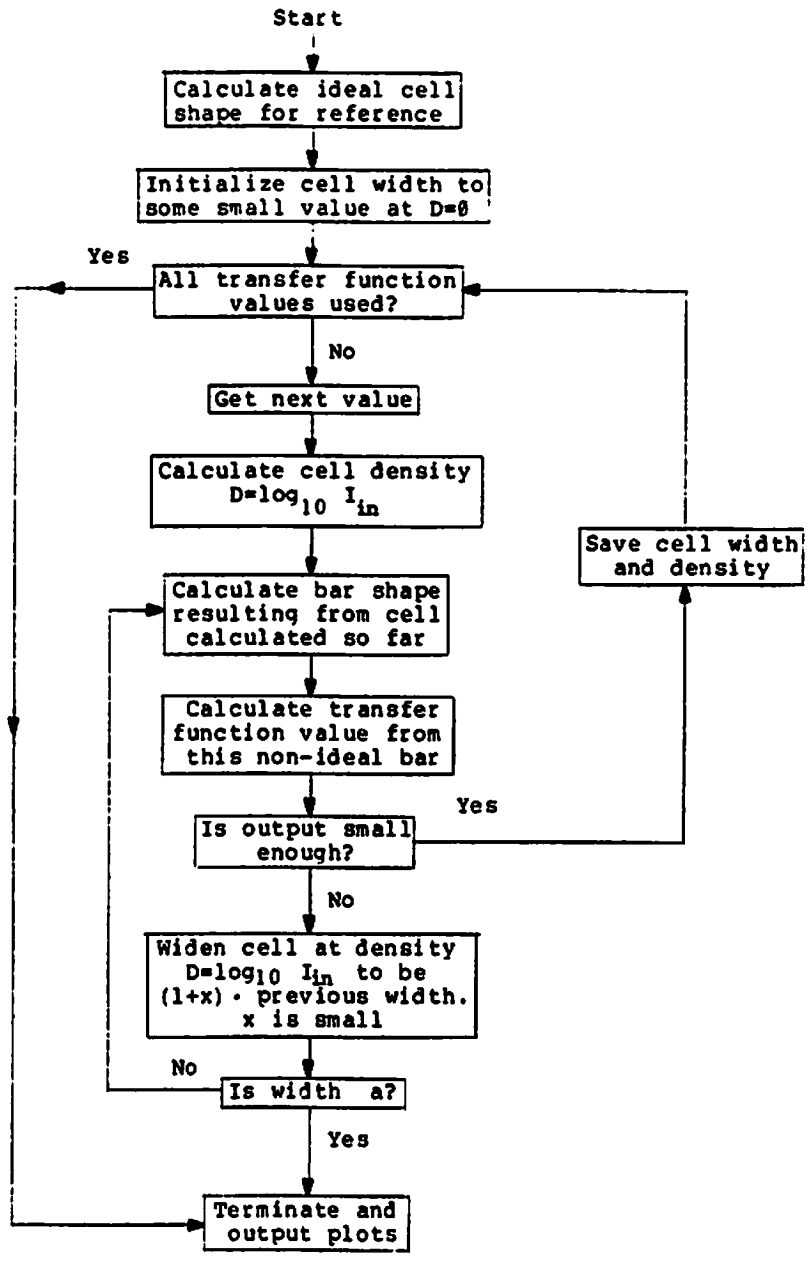 Start
Calculate ideal cell
shape for reference
Initialize cell width to
some small value at D=0
Yes
All transfer function
values used?
No
Get next value
Calculate cell density
D=log10 Iin
Save cell width
and density
Calculate bar shape
resulting from cell
calculated so far
Calculate transfer
function value from
this non-ideal bar
Yes
Is output small
enough?
No
Widen cell at density
D=log10 Iin to be
(1+x) · previous width.
x is small
No
Is width a?
Yes
Terminate and
output plots